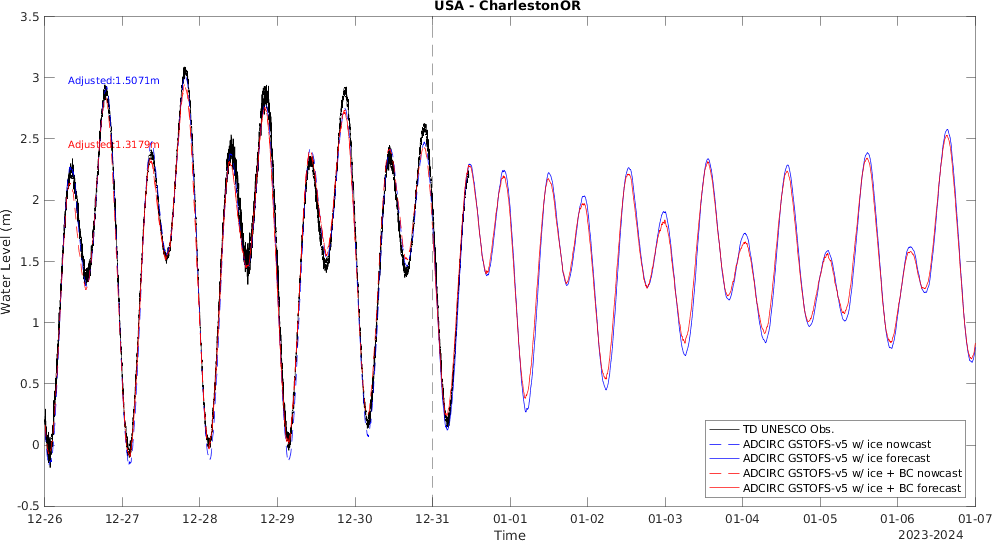 USA - CharlestonOR
3.5
3
2.5
2
1.5
1
0.5
0
-0.5
Water Level (m)
Adjusted:1.5071m
Adjusted:1.3179m
TD UNESCO Obs.
ADCIRC GSTOFS-v5 w/ ice nowcast
ADCIRC GSTOFS-v5 w/ ice forecast
ADCIRC GSTOFS-v5 w/ ice + BC nowcast
ADCIRC GSTOFS-v5 w/ ice + BC forecast
12-26 12-27 12-28 12-29 12-30 12-31 01-01 01-02 01-03 01-04 01-05 01-06 01-07
Time
2023-2024